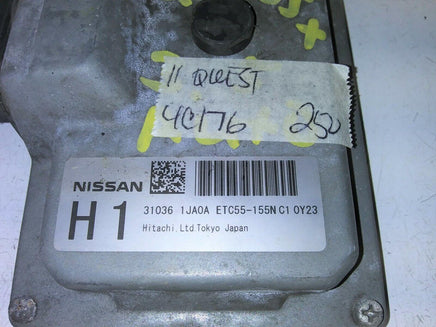 11 QUEST
4C176 250
NISSAN
H1 31036 1JA0A ETC55-155N C1 0Y23
Hitachi,Ltd.Tokyo Japan